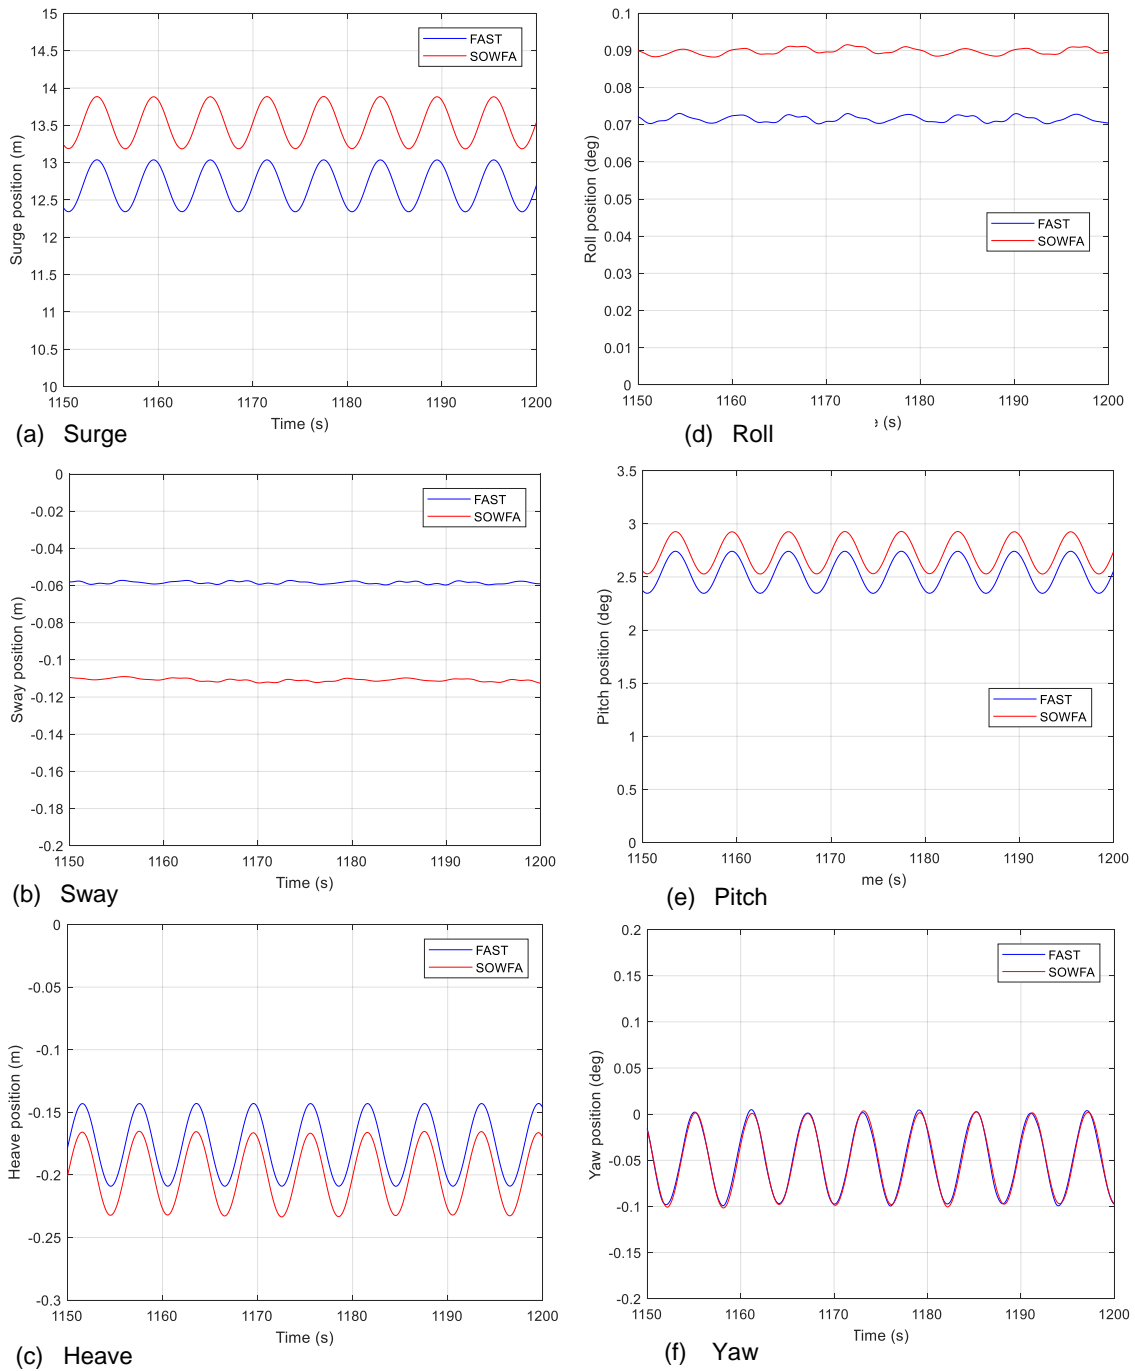 15
14.5
14
13.5
13
12.5
12
11.5
11
10.5
10
Surge position (m)
FAST
SOWFA
1150 1160 1170 1180 1190 1200
Time (s)
(a) Surge
0.1
0.09
0.08
0.07
0.06
0.05
0.04
0.03
0.02
0.01
0
Roll position (deg)
FAST
SOWFA
1150 1160 1170 1180 1190 1200
(s)
(d) Roll
0
-0.02
-0.04
-0.06
-0.08
-0.1
-0.12
-0.14
-0.16
-0.18
-0.2
Sway position (m)
FAST
SOWFA
1150 1160 1170 1180 1190 1200
Time (s)
(b) Sway
3.5
3
2.5
2
1.5
1
0.5
0
Pitch position (deg)
FAST
SOWFA
1150 1160 1170 1180 1190 1200
me (s)
(e) Pitch
0
-0.05
-0.1
-0.15
-0.2
-0.25
-0.3
Heave position (m)
FAST
SOWFA
1150 1160 1170 1180 1190 1200
Time (s)
(c) Heave
0.2
0.15
0.1
0.05
0
-0.05
-0.1
-0.15
-0.2
Yaw position (deg)
FAST
SOWFA
1150 1160 1170 1180 1190 1200
Time (s)
(f) Yaw